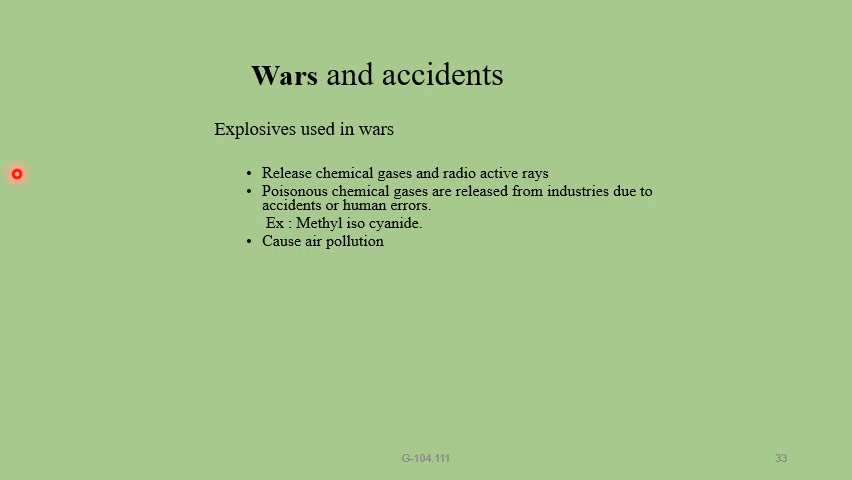 Wars and accidents
Explosives used in wars
• Release chemical gases and radio active rays
• Poisonous chemical gases are released from industries due to
accidents or human errors.
Ex : Methyl iso cyanide.
• Cause air pollution
G-104.111
33